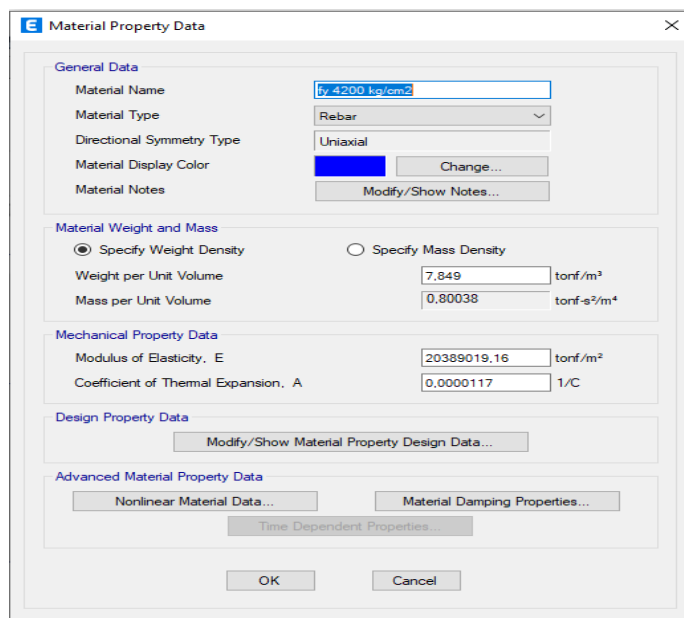 E Material Property Data
General Data
Material Name fy 4200 kg/cm2
Material Type Rebar
Directional Symmetry Type Uniaxial
Material Display Color Change...
Material Notes Modify/Show Notes...
Material Weight and Mass
Specify Weight Density Specify Mass Density
Weight per Unit Volume 7,849 tonf/m³
Mass per Unit Volume 0,80038 tonf-s²/m⁴
Mechanical Property Data
Modulus of Elasticity, E 20389019,16 tonf/m²
Coefficient of Thermal Expansion, A 0,0000117 1/C
Design Property Data
Modify/Show Material Property Design Data...
Advanced Material Property Data
Nonlinear Material Data... Material Damping Properties...
Time Dependent Properties...
OK Cancel